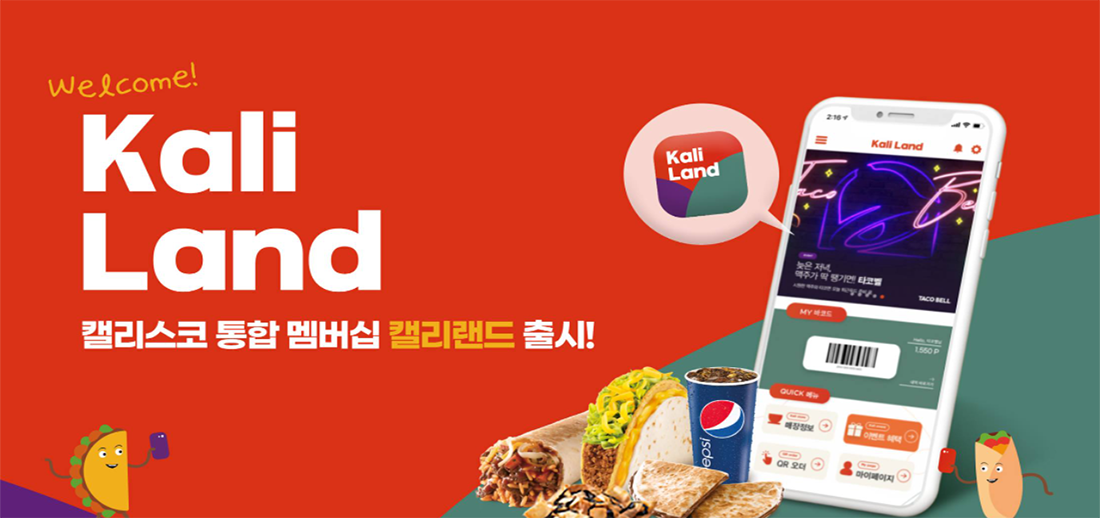 Welcome!
Kali
Land
캘리스코 통합 멤버십 캘리랜드 출시!
Kali
Land
2:16
Kali Land
Taco
Bell
늦은 저녁,
맥주가 딱 땡기면! 타코벨
TACO BELL
MY 바코드
1,550 P
QUICK 메뉴
매장정보
이벤트 혜택
QR 오더
마이페이지
pepsi